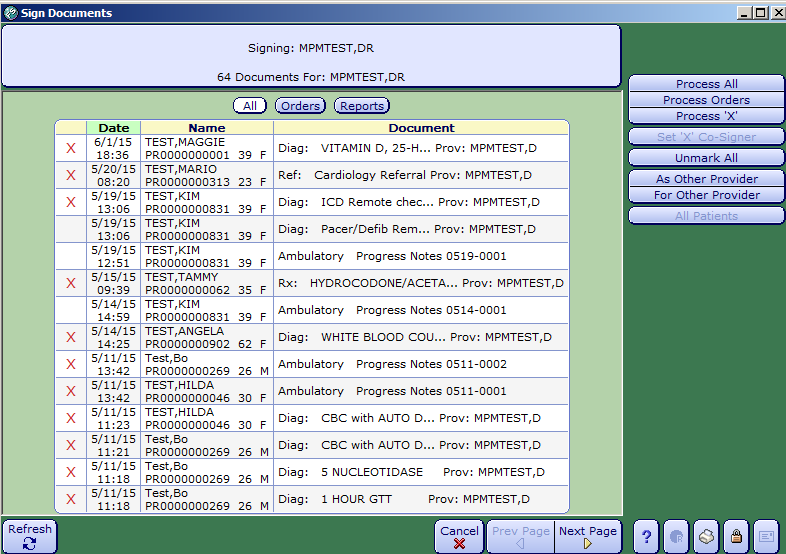 Sign Documents
Signing: MPMTEST,DR
64 Documents For: MPMTEST,DR
All Orders Reports
Date Name Document
X 6/1/15 18:36 TEST,MAGGIE PR0000000001 39 F Diag: VITAMIN D, 25-H... Prov: MPMTEST,D
X 5/20/15 08:20 TEST,MARIO PR0000000313 23 F Ref: Cardiology Referral Prov: MPMTEST,D
X 5/19/15 13:06 TEST,KIM PR0000000831 39 F Diag: ICD Remote chec... Prov: MPMTEST,D
5/19/15 13:06 TEST,KIM PR0000000831 39 F Diag: Pacer/Defib Rem... Prov: MPMTEST,D
5/19/15 12:51 TEST,KIM PR0000000831 39 F Ambulatory Progress Notes 0519-0001
X 5/15/15 09:39 TEST,TAMMY PR0000000062 35 F Rx: HYDROCODONE/ACETA... Prov: MPMTEST,D
5/14/15 14:59 TEST,KIM PR0000000831 39 F Ambulatory Progress Notes 0514-0001
X 5/14/15 14:25 TEST,ANGELA PR0000000902 62 F Diag: WHITE BLOOD COU... Prov: MPMTEST,D
X 5/11/15 13:42 Test,Bo PR0000000269 26 M Ambulatory Progress Notes 0511-0002
X 5/11/15 13:42 TEST,HILDA PR0000000046 30 F Ambulatory Progress Notes 0511-0001
X 5/11/15 11:23 TEST,HILDA PR0000000046 30 F Diag: CBC with AUTO D... Prov: MPMTEST,D
X 5/11/15 11:21 Test,Bo PR0000000269 26 M Diag: CBC with AUTO D... Prov: MPMTEST,D
X 5/11/15 11:18 Test,Bo PR0000000269 26 M Diag: 5 NUCLEOTIDASE Prov: MPMTEST,D
X 5/11/15 11:18 Test,Bo PR0000000269 26 M Diag: 1 HOUR GTT Prov: MPMTEST,D
Process All
Process Orders
Process 'X'
Set 'X' Co-Signer
Unmark All
As Other Provider
For Other Provider
All Patients
Refresh Cancel Prev Page Next Page ? R